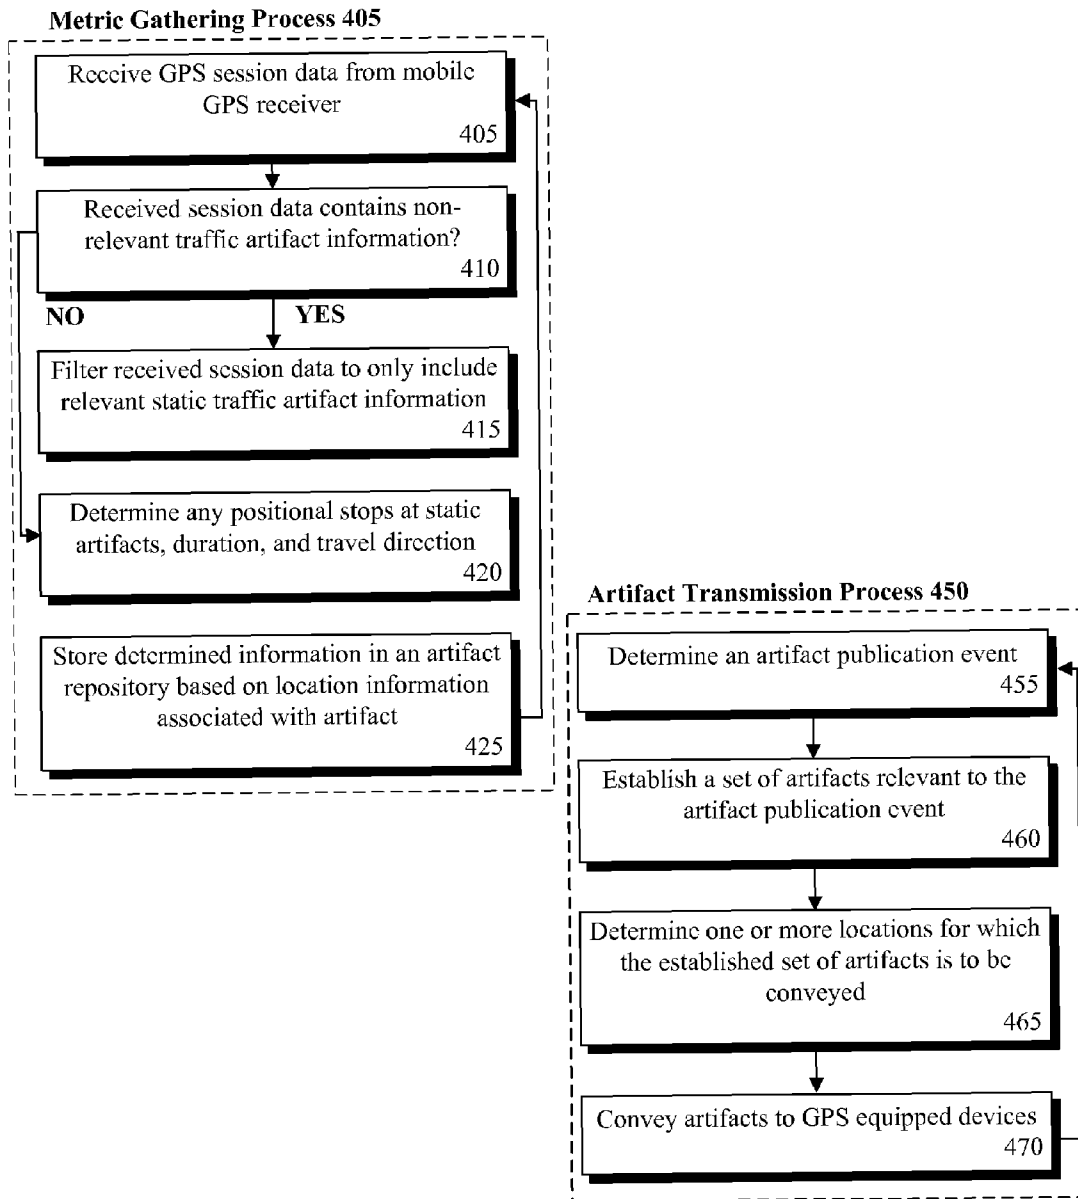 Metric Gathering Process 405
Receive GPS session data from mobile
GPS receiver
405
Received session data contains non-
relevant traffic artifact information?
410
NO
YES
Filter received session data to only include
relevant static traffic artifact information
415
Determine any positional stops at static
artifacts, duration, and travel direction
420
Store determined information in an artifact
repository based on location information
associated with artifact
425
Artifact Transmission Process 450
Determine an artifact publication event
455
Establish a set of artifacts relevant to the
artifact publication event
460
Determine one or more locations for which
the established set of artifacts is to be
conveyed
465
Convey artifacts to GPS equipped devices
470